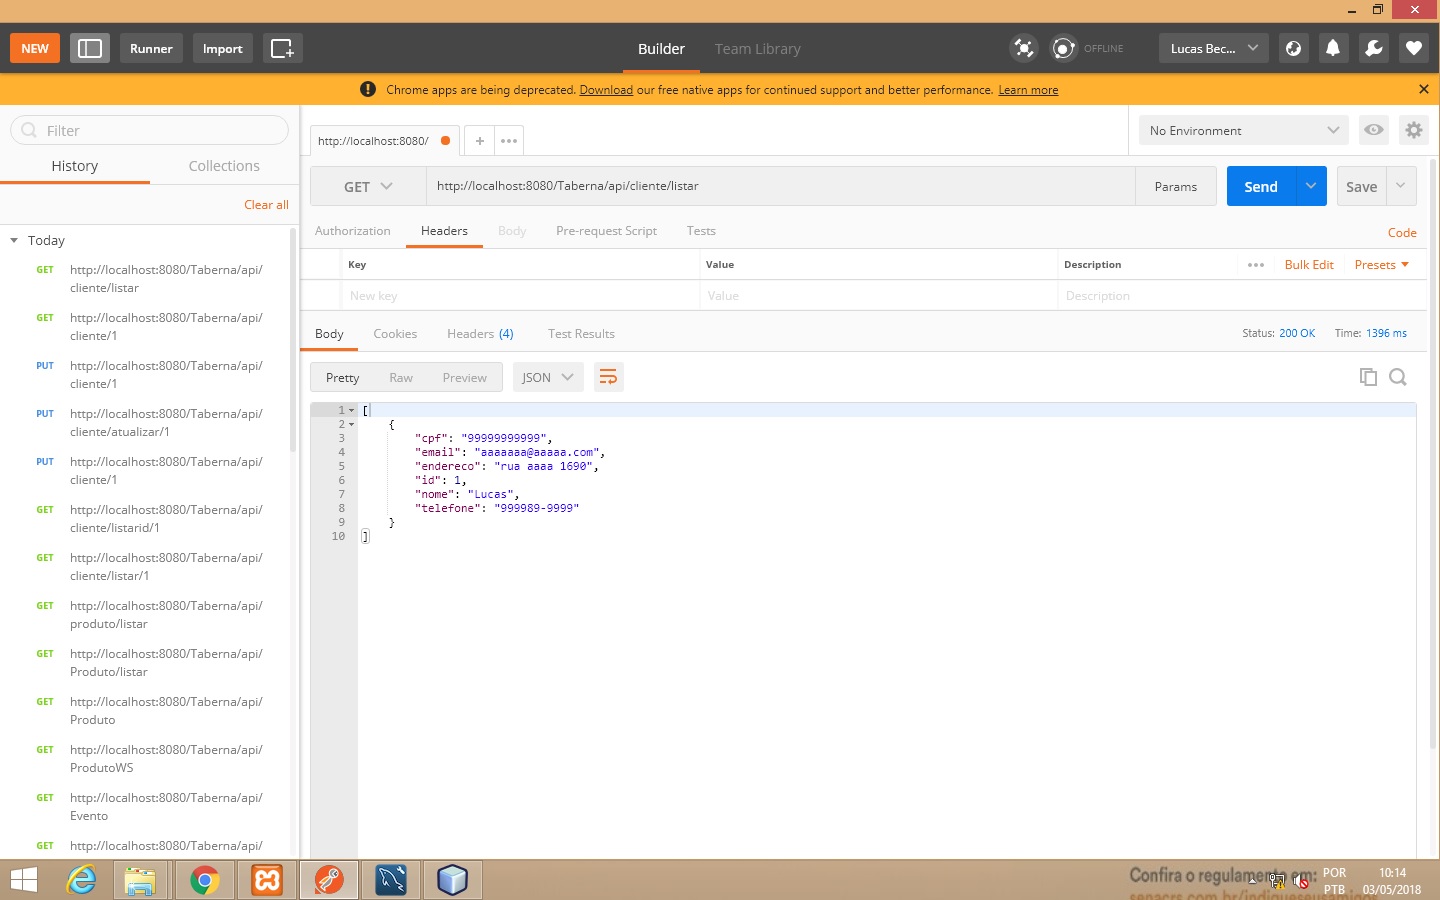 NEW
Runner
Import
Builder
Team Library
OFFLINE
Lucas Bec...
Chrome apps are being deprecated. Download our free native apps for continued support and better performance. Learn more
Filter
History
Collections
Clear all
Today
GET http://localhost:8080/Taberna/api/
cliente/listar
GET http://localhost:8080/Taberna/api/
cliente/1
PUT http://localhost:8080/Taberna/api/
cliente/1
PUT http://localhost:8080/Taberna/api/
cliente/atualizar/1
PUT http://localhost:8080/Taberna/api/
cliente/1
GET http://localhost:8080/Taberna/api/
cliente/listarid/1
GET http://localhost:8080/Taberna/api/
cliente/listar/1
GET http://localhost:8080/Taberna/api/
produto/listar
GET http://localhost:8080/Taberna/api/
Produto/listar
GET http://localhost:8080/Taberna/api/
Produto
GET http://localhost:8080/Taberna/api/
ProdutoWS
GET http://localhost:8080/Taberna/api/
Evento
GET http://localhost:8080/Taberna/api/
http://localhost:8080/
No Environment
GET http://localhost:8080/Taberna/api/cliente/listar Params Send Save
Authorization Headers Body Pre-request Script Tests Code
Key Value Description Bulk Edit Presets
New key Value Description
Body Cookies Headers (4) Test Results Status: 200 OK Time: 1396 ms
Pretty Raw Preview JSON
1 [
2 {
3 "cpf": "99999999999",
4 "email": "aaaaaaa@aaaaa.com",
5 "endereco": "rua aaaa 1690",
6 "id": 1,
7 "nome": "Lucas",
8 "telefone": "999989-9999"
9 }
10 ]
Confira o regulamento em:
senacrs.com.br/indiqueseusamigos
POR
PTB
10:14
03/05/2018